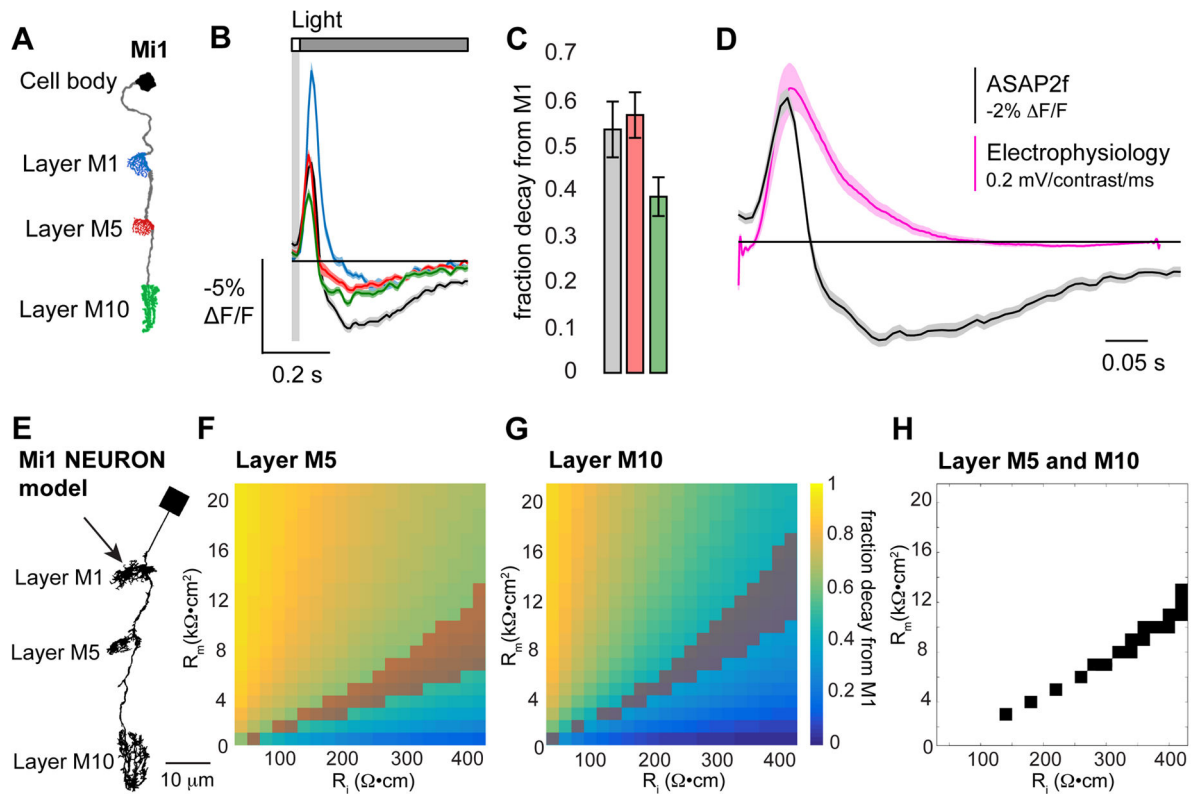 A
Mi1
Cell body
Layer M1
Layer M5
Layer M10
B
Light
-5%
ΔF/F
0.2 s
C
fraction decay from M1
0.7
0.6
0.5
0.4
0.3
0.2
0.1
0
D
ASAP2f
-2% ΔF/F
Electrophysiology
0.2 mV/contrast/ms
0.05 s
E
Mi1 NEURON
model
Layer M1
Layer M5
Layer M10
10 μm
F
Layer M5
Rm(kΩ•cm²)
20
16
12
8
4
0
200
300
400
Ri (Ω•cm)
G
Layer M10
Rm(kΩ•cm²)
20
16
12
8
4
0
100
200
300
400
Ri (Ω•cm)
1
0.8
0.6
0.4
0.2
0
fraction decay from M1
H
Layer M5 and M10
Rm(kΩ•cm²)
20
16
12
8
4
0
100
200
300
400
Ri (Ω•cm)